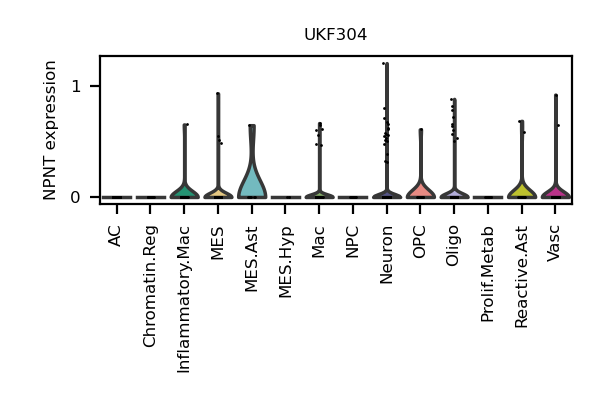 UKF304
NPNT expression
1
0
AC
Chromatin.Reg
Inflammatory.Mac
MES
MES.Ast
MES.Hyp
Mac
NPC
Neuron
OPC
Oligo
Prolif.Metab
Reactive.Ast
Vasc